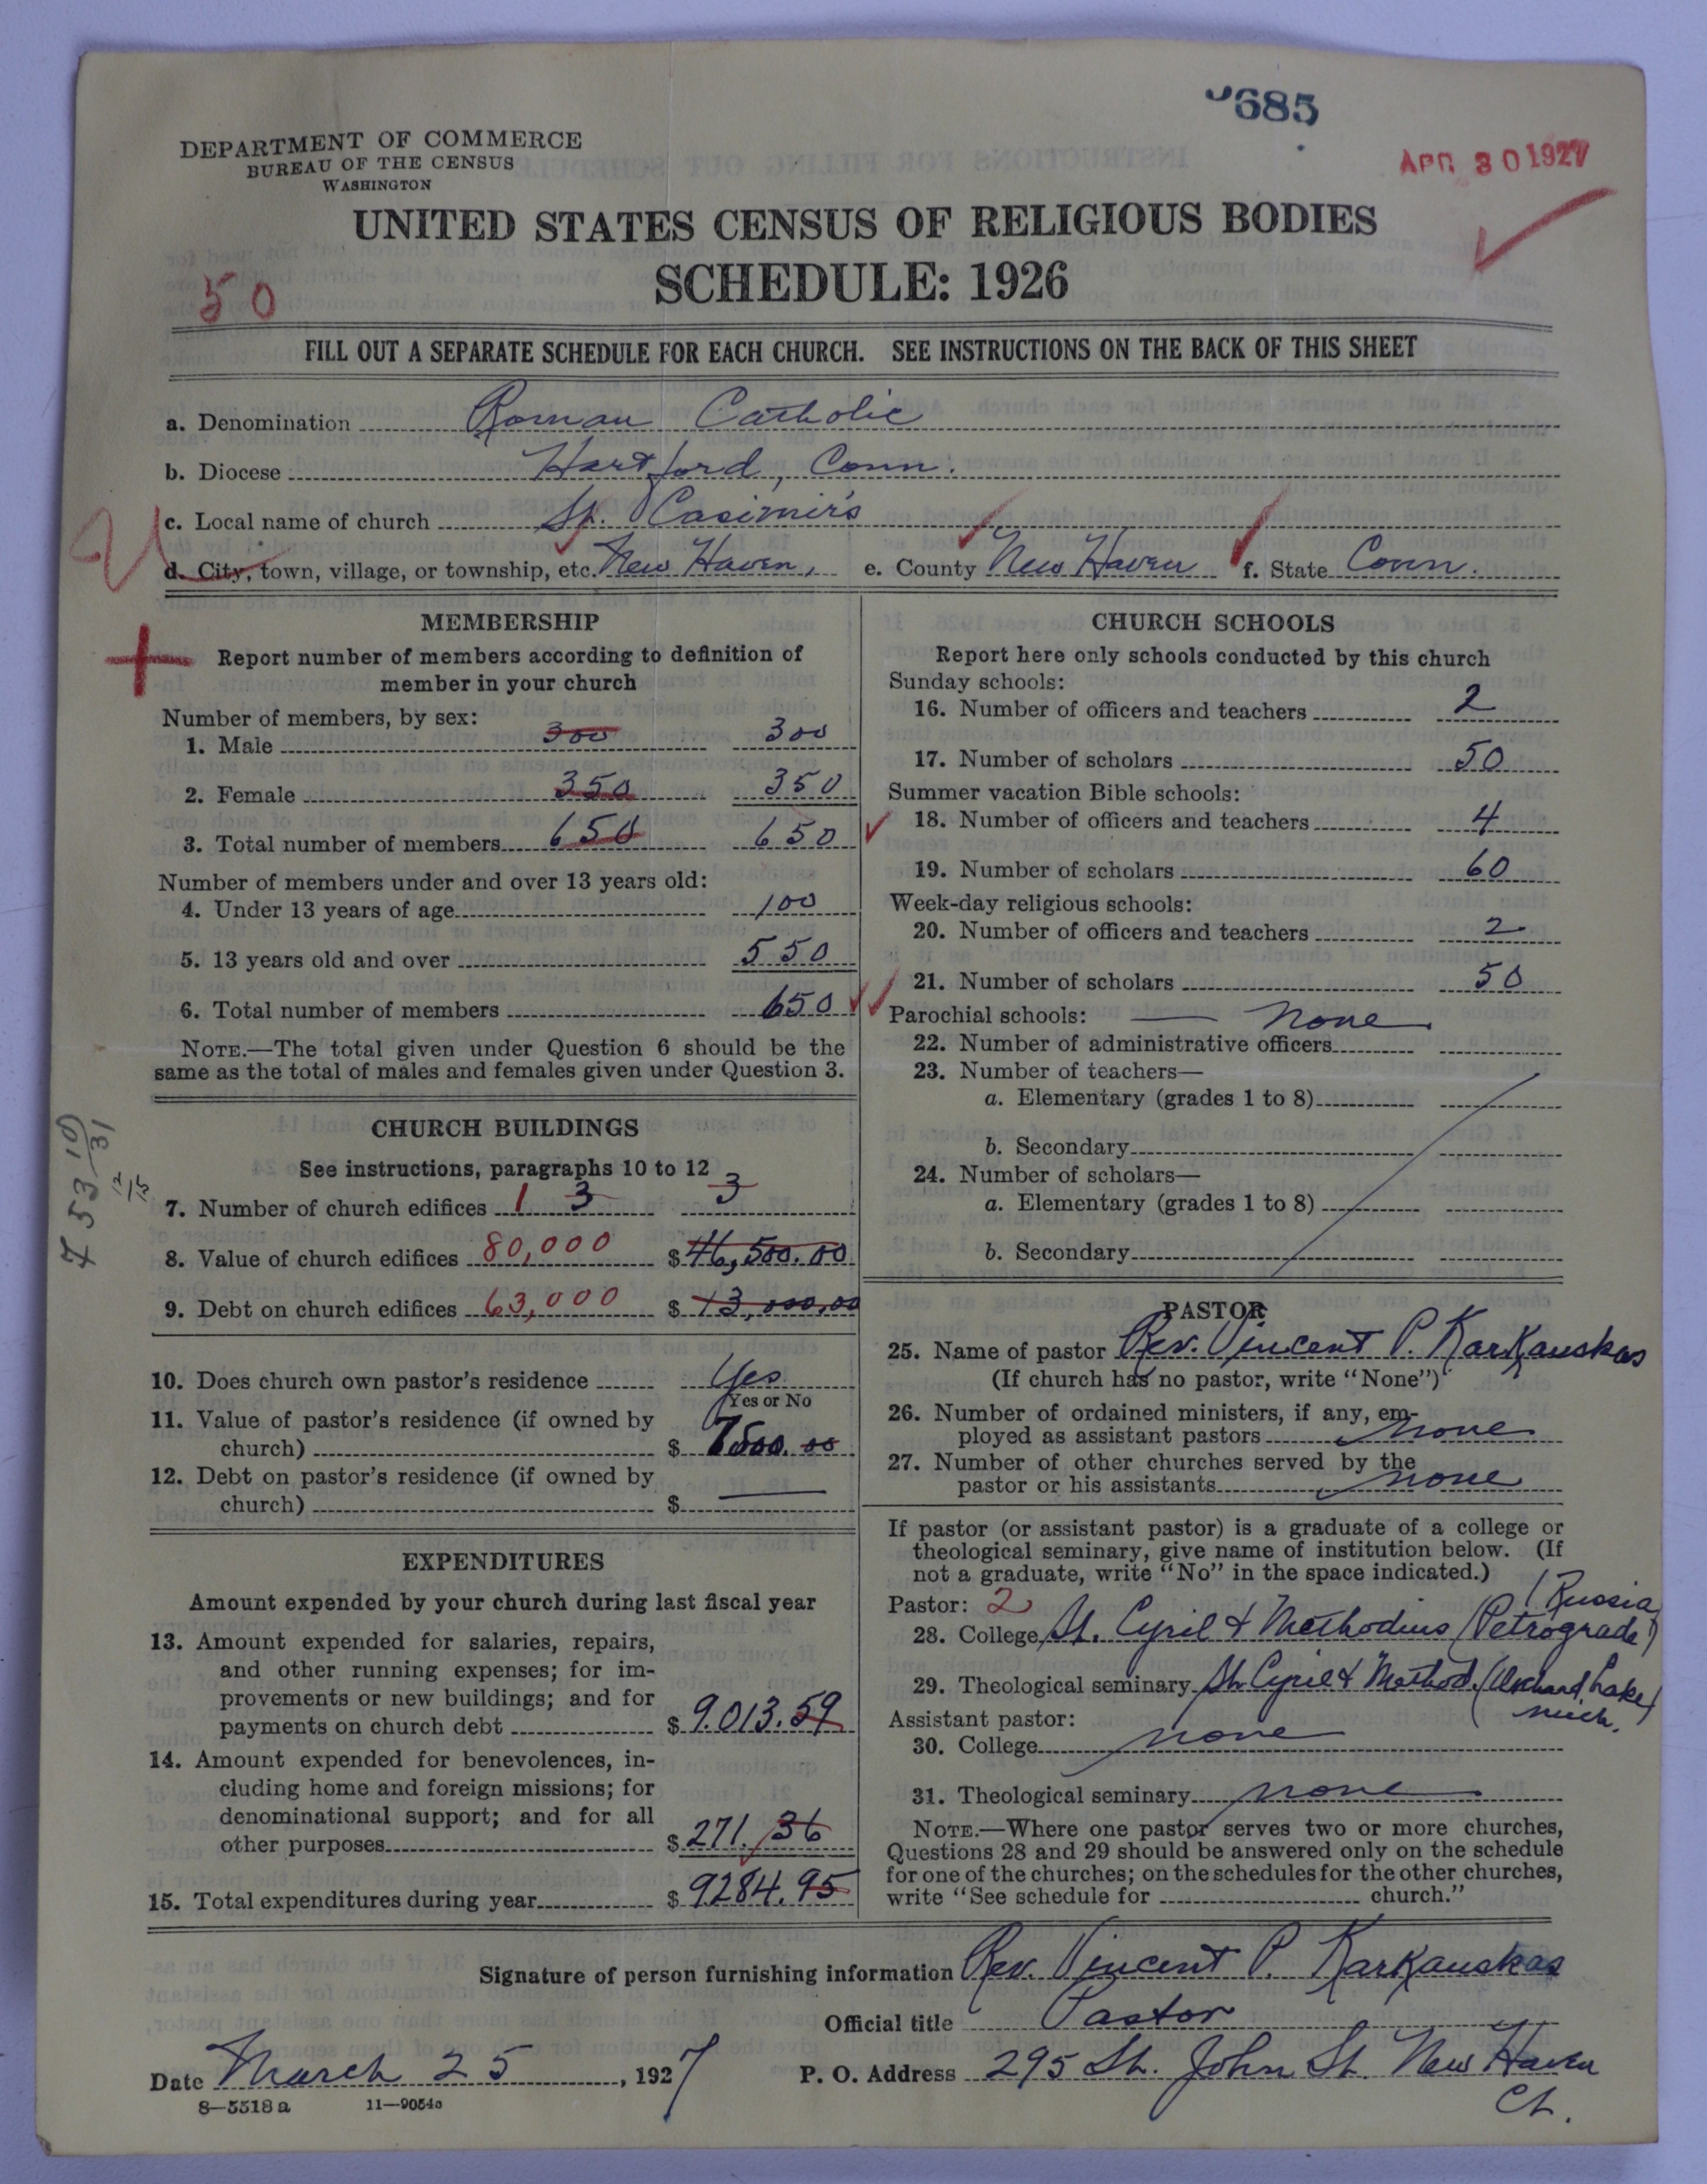 685
APR 30 1927
DEPARTMENT OF COMMERCE
BUREAU OF THE CENSUS
WASHINGTON
UNITED STATES CENSUS OF RELIGIOUS BODIES
SCHEDULE: 1926
50
FILL OUT A SEPARATE SCHEDULE FOR EACH CHURCH. SEE INSTRUCTIONS ON THE BACK OF THIS SHEET
a. Denomination Roman Catholic
b. Diocese Hartford, Conn.
c. Local name of church St. Casimir's
d. City, town, village, or township, etc. New Haven, e. County New Haven f. State Conn.
MEMBERSHIP
Report number of members according to definition of
member in your church
Number of members, by sex:
1. Male 300 300
2. Female 350 350
3. Total number of members 650 650
Number of members under and over 13 years old:
4. Under 13 years of age 100
5. 13 years old and over 550
6. Total number of members 650
NOTE.—The total given under Question 6 should be the
same as the total of males and females given under Question 3.
CHURCH BUILDINGS
See instructions, paragraphs 10 to 12
7. Number of church edifices 1 3 3
8. Value of church edifices 80,000 $ 46,500.00
9. Debt on church edifices 63,000 $ 13,000.00
10. Does church own pastor's residence Yes
Yes or No
11. Value of pastor's residence (if owned by
church) $ 7500.00
12. Debt on pastor's residence (if owned by
church) $ —
EXPENDITURES
Amount expended by your church during last fiscal year
13. Amount expended for salaries, repairs,
and other running expenses; for im-
provements or new buildings; and for
payments on church debt $ 9.013.59
14. Amount expended for benevolences, in-
cluding home and foreign missions; for
denominational support; and for all
other purposes $ 271.36
15. Total expenditures during year $ 9284.95
CHURCH SCHOOLS
Report here only schools conducted by this church
Sunday schools:
16. Number of officers and teachers 2
17. Number of scholars 50
Summer vacation Bible schools:
18. Number of officers and teachers 4
19. Number of scholars 60
Week-day religious schools:
20. Number of officers and teachers 2
21. Number of scholars 50
Parochial schools: — none
22. Number of administrative officers
23. Number of teachers—
a. Elementary (grades 1 to 8)
b. Secondary
24. Number of scholars—
a. Elementary (grades 1 to 8)
b. Secondary
PASTOR
25. Name of pastor Rev. Vincent P. Karkauskas
(If church has no pastor, write "None")
26. Number of ordained ministers, if any, em-
ployed as assistant pastors none
27. Number of other churches served by the
pastor or his assistants none
If pastor (or assistant pastor) is a graduate of a college or
theological seminary, give name of institution below. (If
not a graduate, write "No" in the space indicated.)
Pastor: 2
28. College St. Cyril & Methodius (Petrograde) (Russia
29. Theological seminary St. Cyril & Method. (Orchard Lake)
Mich.
Assistant pastor:
30. College none
31. Theological seminary none
NOTE.—Where one pastor serves two or more churches,
Questions 28 and 29 should be answered only on the schedule
for one of the churches; on the schedules for the other churches,
write "See schedule for church."
Signature of person furnishing information Rev. Vincent P. Karkauskas
Official title Pastor
Date March 25, 1927 P. O. Address 295 St. John St. New Haven
Ct.
8—5518 a 11—9054a